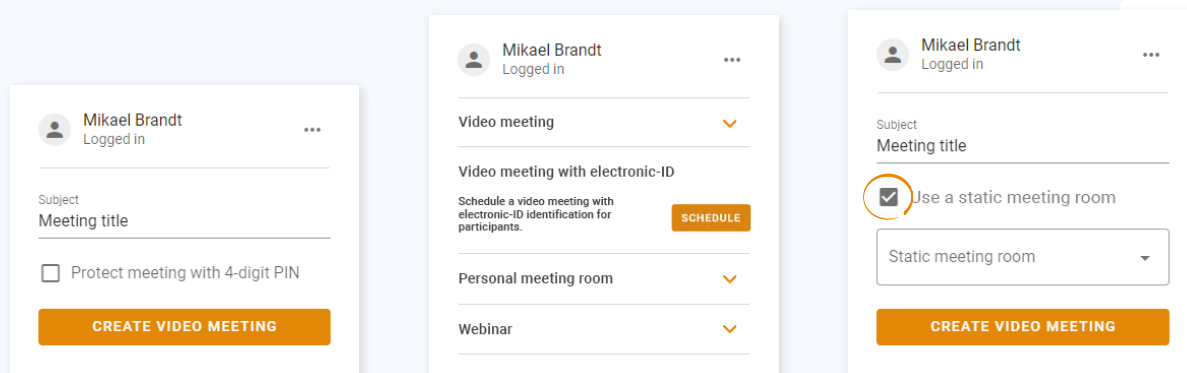 Mikael Brandt
Logged in
Subject
Meeting title
Protect meeting with 4-digit PIN
CREATE VIDEO MEETING
Mikael Brandt
Logged in
Video meeting
Video meeting with electronic-ID
Schedule a video meeting with
electronic-ID identification for
participants.
SCHEDULE
Personal meeting room
Webinar
Mikael Brandt
Logged in
Subject
Meeting title
Use a static meeting room
Static meeting room
CREATE VIDEO MEETING